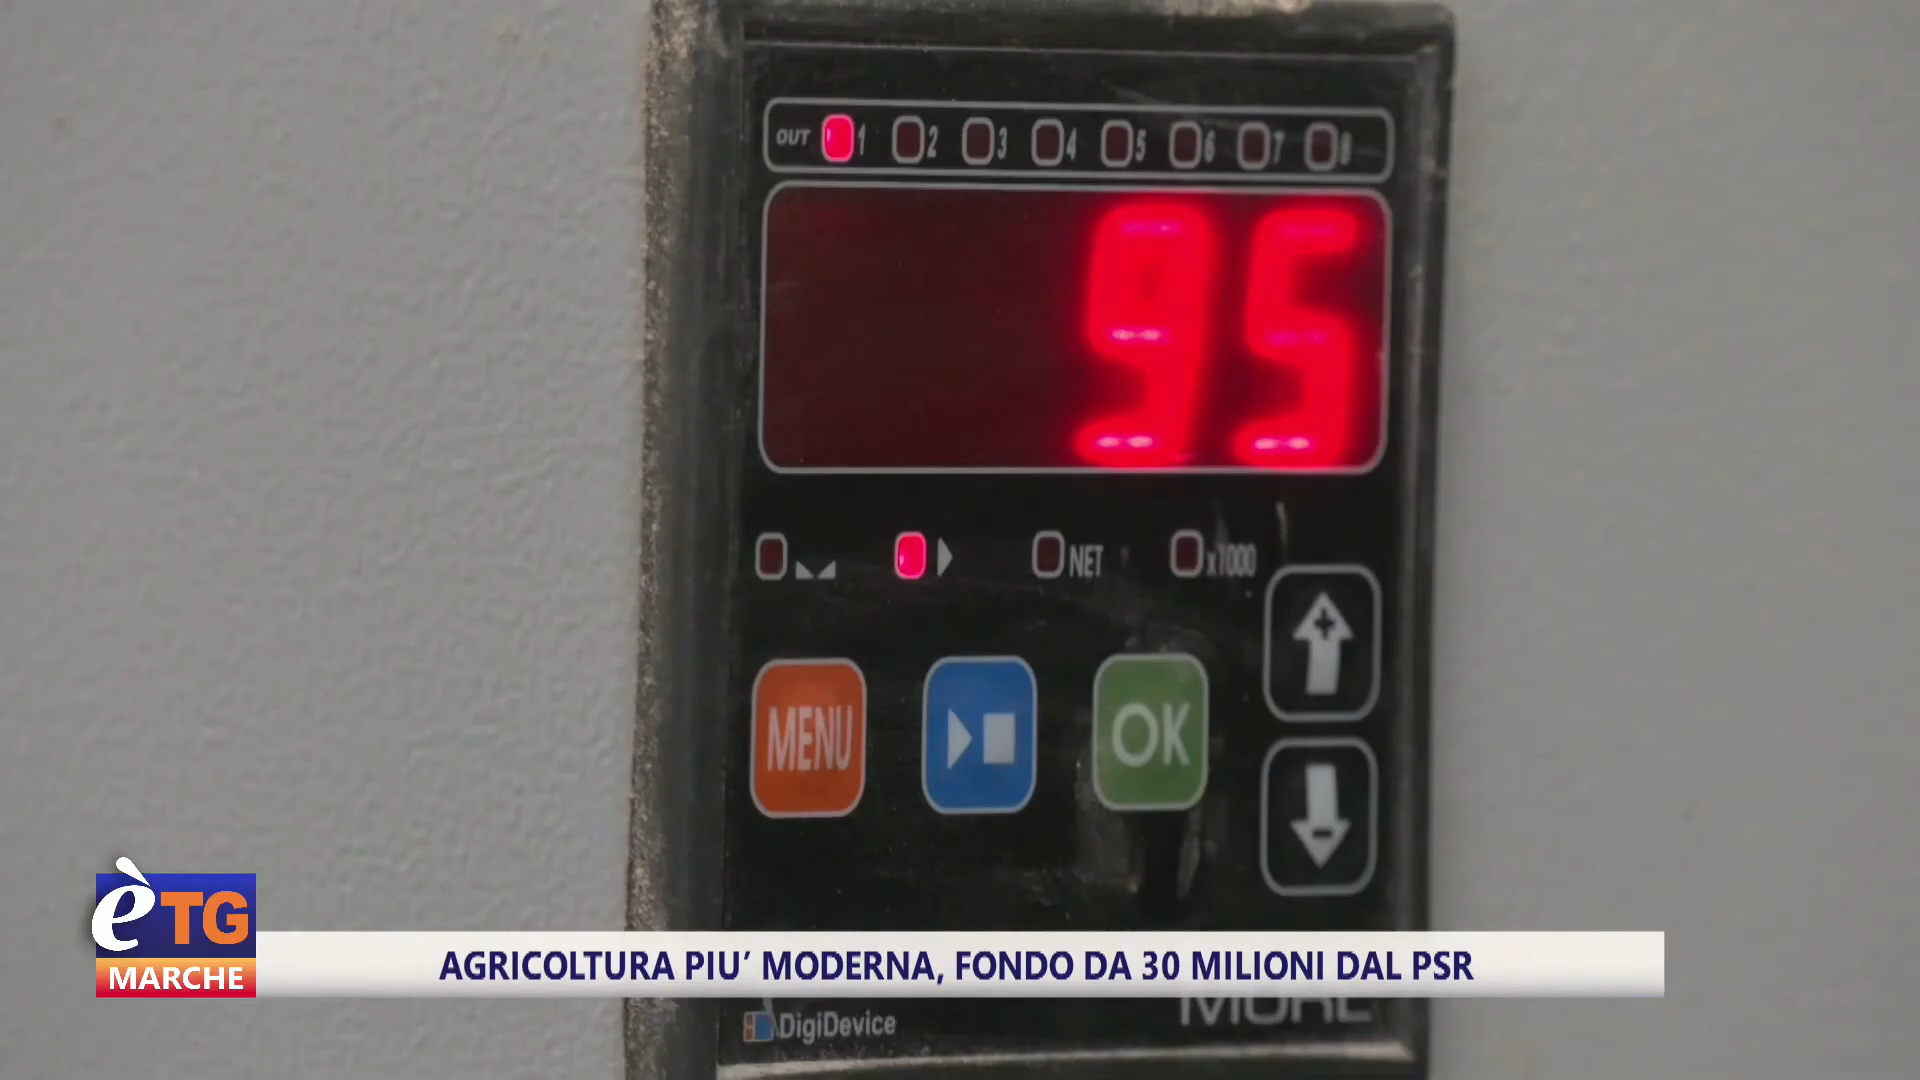 OUT 1 2 3 4 5 6 7 8
95
NET x1000
MENU OK
è TG
MARCHE
AGRICOLTURA PIU’ MODERNA, FONDO DA 30 MILIONI DAL PSR
DigiDevice